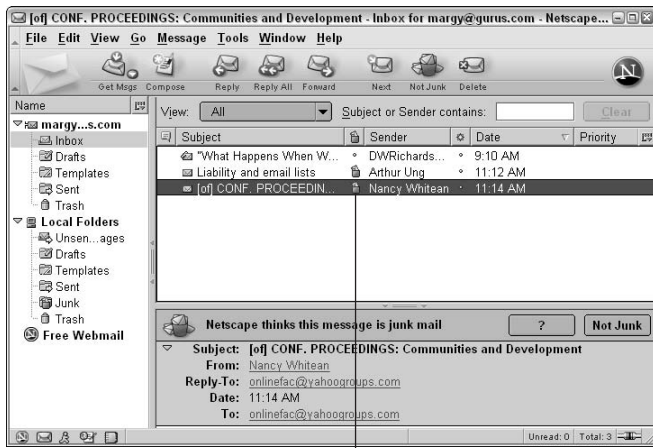 [of] CONF. PROCEEDINGS: Communities and Development - Inbox for margy@gurus.com - Netscape...
File Edit View Go Message Tools Window Help
Get Msgs Compose Reply Reply All Forward Next Not Junk Delete
N
Name
margy...s.com
Inbox
Drafts
Templates
Sent
Trash
Local Folders
Unsen...ages
Drafts
Templates
Sent
Junk
Trash
Free Webmail
View: All Subject or Sender contains: Clear
Subject Sender Date Priority
"What Happens When W... DWRichards... 9:10 AM
Liability and email lists Arthur Ung 11:12 AM
[of] CONF. PROCEEDIN... Nancy Whitean 11:14 AM
Netscape thinks this message is junk mail ? Not Junk
Subject: [of] CONF. PROCEEDINGS: Communities and Development
From: Nancy Whitean
Reply-To: onlinefac@yahoogroups.com
Date: 11:14 AM
To: onlinefac@yahoogroups.com
Unread: 0 Total: 3